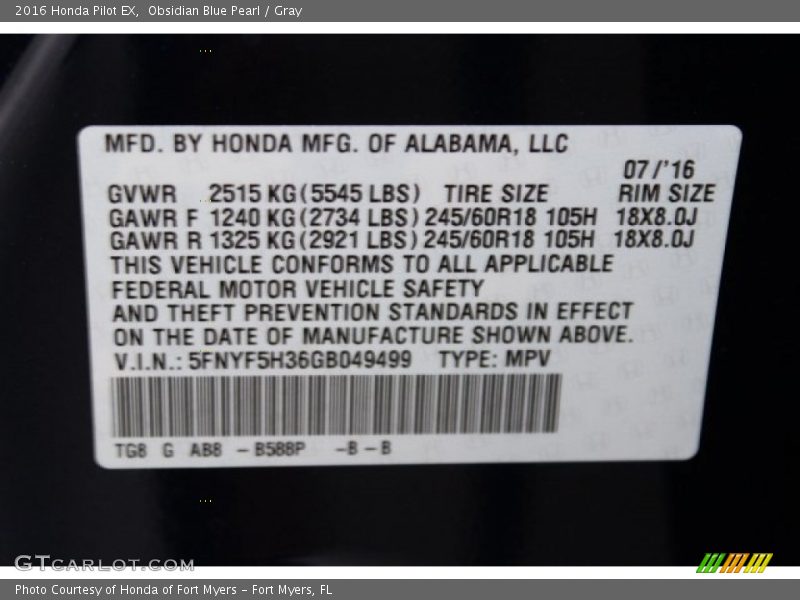 2016 Honda Pilot EX,  Obsidian Blue Pearl / Gray
MFD. BY HONDA MFG. OF ALABAMA, LLC
07/'16
GVWR 2515 KG(5545 LBS) TIRE SIZE RIM SIZE
GAWR F 1240 KG(2734 LBS) 245/60R18 105H 18X8.0J
GAWR R 1325 KG(2921 LBS) 245/60R18 105H 18X8.0J
THIS VEHICLE CONFORMS TO ALL APPLICABLE
FEDERAL MOTOR VEHICLE SAFETY
AND THEFT PREVENTION STANDARDS IN EFFECT
ON THE DATE OF MANUFACTURE SHOWN ABOVE.
V.I.N.: 5FNYF5H36GB049499 TYPE: MPV
TG8 G AB8 - B588P -B-B
GTcarlot.com
Photo Courtesy of Honda of Fort Myers - Fort Myers, FL